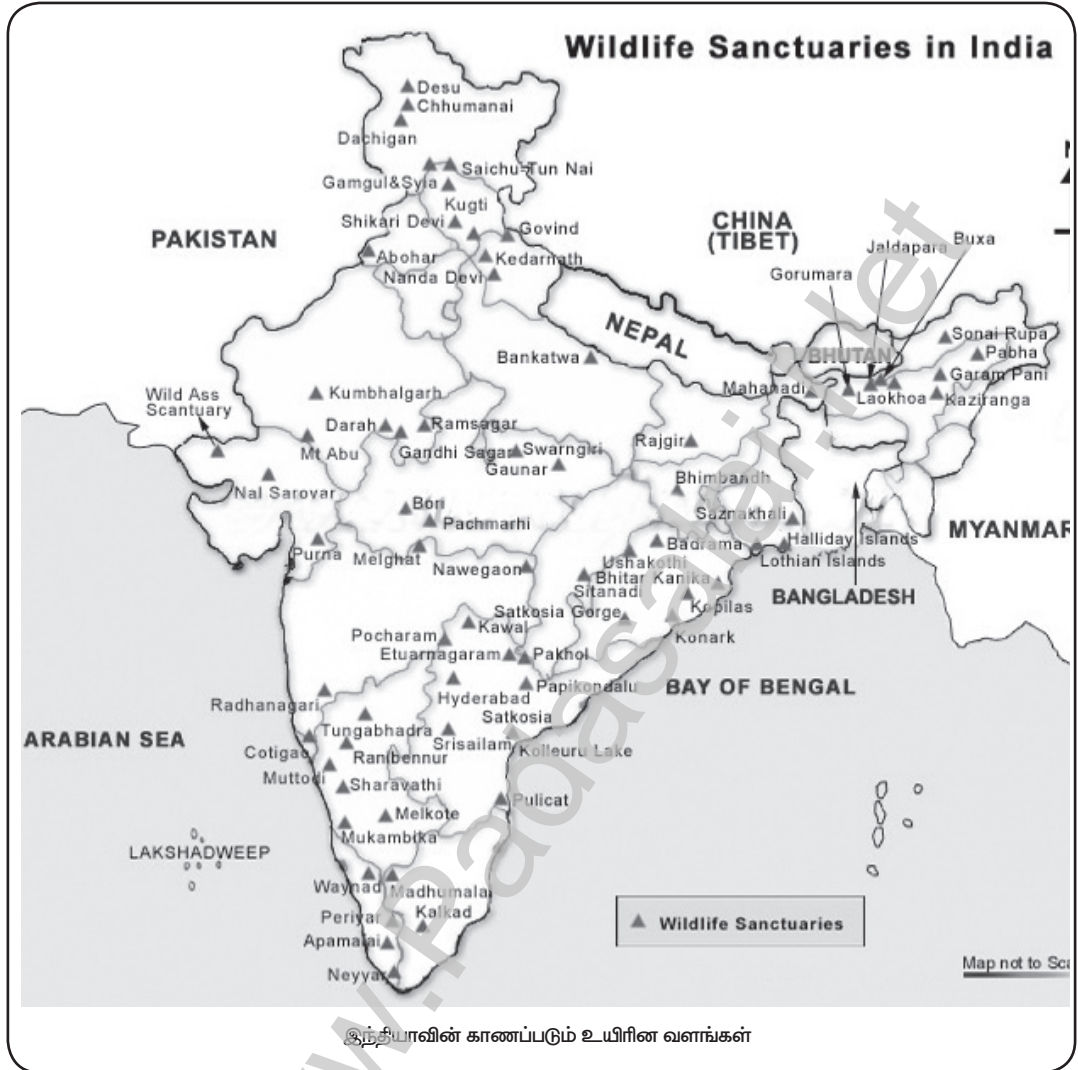 Wildlife Sanctuaries in India
Desu
Chhumanai
Dachigan
Saichu-Tun Nai
Gamgul&Syia
Kugti
Shikari Devi
Govind
CHINA
(TIBET)
Jaldapara
Buxa
PAKISTAN
Abohar
Kedarnath
Nanda Devi
Gorumara
NEPAL
Sonai Rupa
BHUTAN
Pabha
Bankatwa
Garam Pani
Mahanadi
Laokhoa
Kaziranga
Wild Ass
Scantuary
Kumbhalgarh
Darah
Ramsagar
Mt Abu
Gandhi Sagar
Swarngiri
Gaunar
Rajgir
Nal Sarovar
Bhimbandh
Bori
Pachmarhi
Saznakhali
MYANMAR
Purna
Melghat
Nawegaon
Badrama
Halliday Islands
Ushakothi
Lothian Islands
Bhitar Kanika
Sitanadi
BANGLADESH
Satkosia Gorge
Kopilas
Kawal
Konark
Pocharam
Etuarnagaram
Pakhol
Hyderabad
Papikondalu
BAY OF BENGAL
Radhanagari
Satkosia
Tungabhadra
ARABIAN SEA
Srisailam
Kolleuru Lake
Cotigao
Ranibennur
Muttodi
Sharavathi
Pulicat
Melkote
Mukambika
LAKSHADWEEP
Waynad
Madhumalai
Periyar
Kalkad
Apamalai
Wildlife Sanctuaries
Neyyar
Map not to Sca
இந்தியாவின் காணப்படும் உயிரின வளங்கள்
www.Padasalai.Net